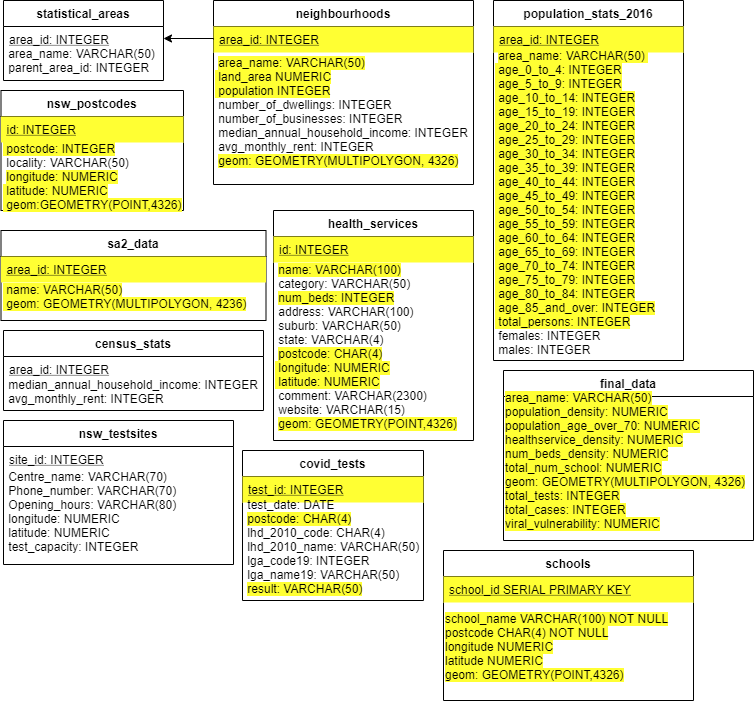 statistical_areas
area_id: INTEGER
area_name: VARCHAR(50)
parent_area_id: INTEGER
neighbourhoods
area_id: INTEGER
area_name: VARCHAR(50)
land_area NUMERIC
population INTEGER
number_of_dwellings: INTEGER
number_of_businesses: INTEGER
median_annual_household_income: INTEGER
avg_monthly_rent: INTEGER
geom: GEOMETRY(MULTIPOLYGON, 4326)
population_stats_2016
area_id: INTEGER
area_name: VARCHAR(50)
age_0_to_4: INTEGER
age_5_to_9: INTEGER
age_10_to_14: INTEGER
age_15_to_19: INTEGER
age_20_to_24: INTEGER
age_25_to_29: INTEGER
age_30_to_34: INTEGER
age_35_to_39: INTEGER
age_40_to_44: INTEGER
age_45_to_49: INTEGER
age_50_to_54: INTEGER
age_55_to_59: INTEGER
age_60_to_64: INTEGER
age_65_to_69: INTEGER
age_70_to_74: INTEGER
age_75_to_79: INTEGER
age_80_to_84: INTEGER
age_85_and_over: INTEGER
total_persons: INTEGER
females: INTEGER
males: INTEGER
nsw_postcodes
id: INTEGER
postcode: INTEGER
locality: VARCHAR(50)
longitude: NUMERIC
latitude: NUMERIC
geom:GEOMETRY(POINT,4326)
health_services
id: INTEGER
name: VARCHAR(100)
category: VARCHAR(50)
num_beds: INTEGER
address: VARCHAR(100)
suburb: VARCHAR(50)
state: VARCHAR(4)
postcode: CHAR(4)
longitude: NUMERIC
latitude: NUMERIC
comment: VARCHAR(2300)
website: VARCHAR(15)
geom: GEOMETRY(POINT,4326)
sa2_data
area_id: INTEGER
name: VARCHAR(50)
geom: GEOMETRY(MULTIPOLYGON, 4236)
census_stats
area_id: INTEGER
median_annual_household_income: INTEGER
avg_monthly_rent: INTEGER
final_data
area_name: VARCHAR(50)
population_density: NUMERIC
population_age_over_70: NUMERIC
healthservice_density: NUMERIC
num_beds_density: NUMERIC
total_num_school: NUMERIC
geom: GEOMETRY(MULTIPOLYGON, 4326)
total_tests: INTEGER
total_cases: INTEGER
viral_vulnerability: NUMERIC
nsw_testsites
site_id: INTEGER
Centre_name: VARCHAR(70)
Phone_number: VARCHAR(70)
Opening_hours: VARCHAR(80)
longitude: NUMERIC
latitude: NUMERIC
test_capacity: INTEGER
covid_tests
test_id: INTEGER
test_date: DATE
postcode: CHAR(4)
lhd_2010_code: CHAR(4)
lhd_2010_name: VARCHAR(50)
lga_code19: INTEGER
lga_name19: VARCHAR(50)
result: VARCHAR(50)
schools
school_id SERIAL PRIMARY KEY
school_name VARCHAR(100) NOT NULL
postcode CHAR(4) NOT NULL
longitude NUMERIC
latitude NUMERIC
geom: GEOMETRY(POINT,4326)